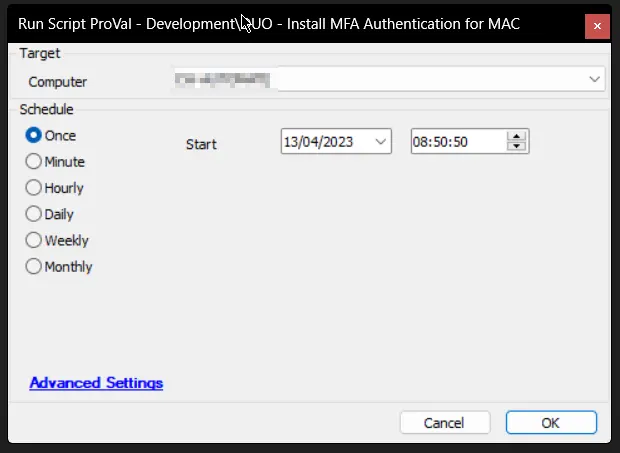 Run Script ProVal - Development\DUO - Install MFA Authentication for MAC
Target
Computer
Schedule
Once
Start
13/04/2023
08:50:50
Minute
Hourly
Daily
Weekly
Monthly
Advanced Settings
Cancel
OK